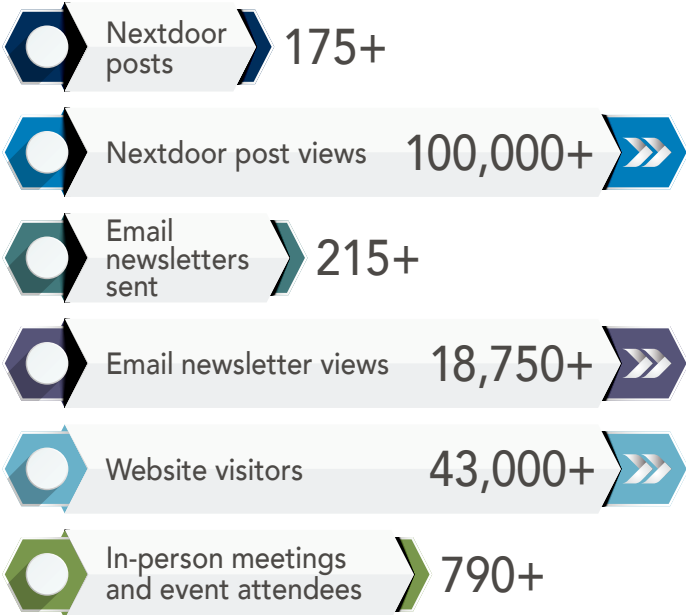 Nextdoor
posts
175+
Nextdoor post views 100,000+
Email
newsletters
sent
215+
Email newsletter views 18,750+
Website visitors 43,000+
In-person meetings
and event attendees
790+